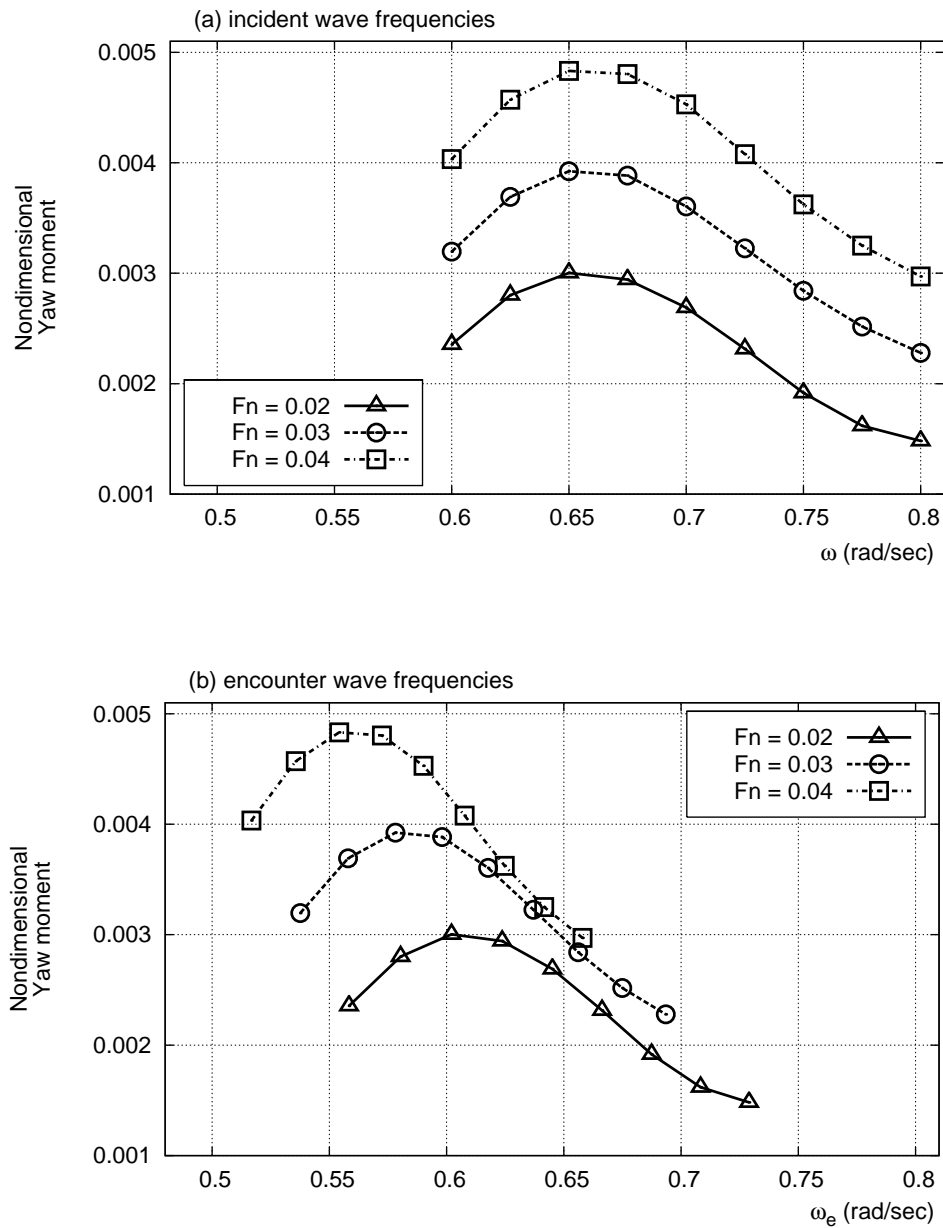 (a) incident wave frequencies
0.005
0.004
0.003
0.002
0.001
Nondimensional
Yaw moment
Fn = 0.02
Fn = 0.03
Fn = 0.04
0.5 0.55 0.6 0.65 0.7 0.75 0.8
ω (rad/sec)
(b) encounter wave frequencies
0.005
0.004
0.003
0.002
0.001
Nondimensional
Yaw moment
Fn = 0.02
Fn = 0.03
Fn = 0.04
0.5 0.55 0.6 0.65 0.7 0.75 0.8
ωe (rad/sec)